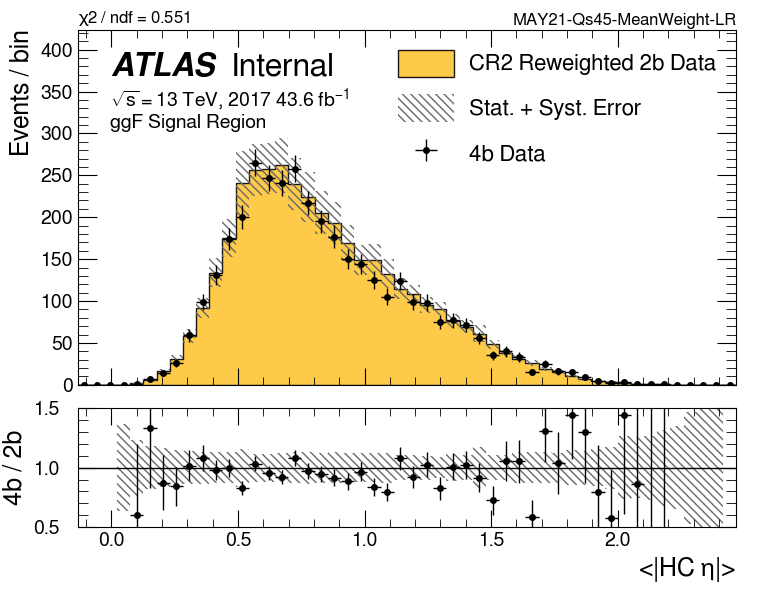 χ² / ndf = 0.551
MAY21-Qs45-MeanWeight-LR
Events / bin
400
350
300
250
200
150
100
50
0
ATLAS Internal
√s = 13 TeV, 2017 43.6 fb⁻¹
ggF Signal Region
CR2 Reweighted 2b Data
Stat. + Syst. Error
4b Data
4b / 2b
1.5
1.0
0.5
0.0 0.5 1.0 1.5 2.0
<|HC η|>